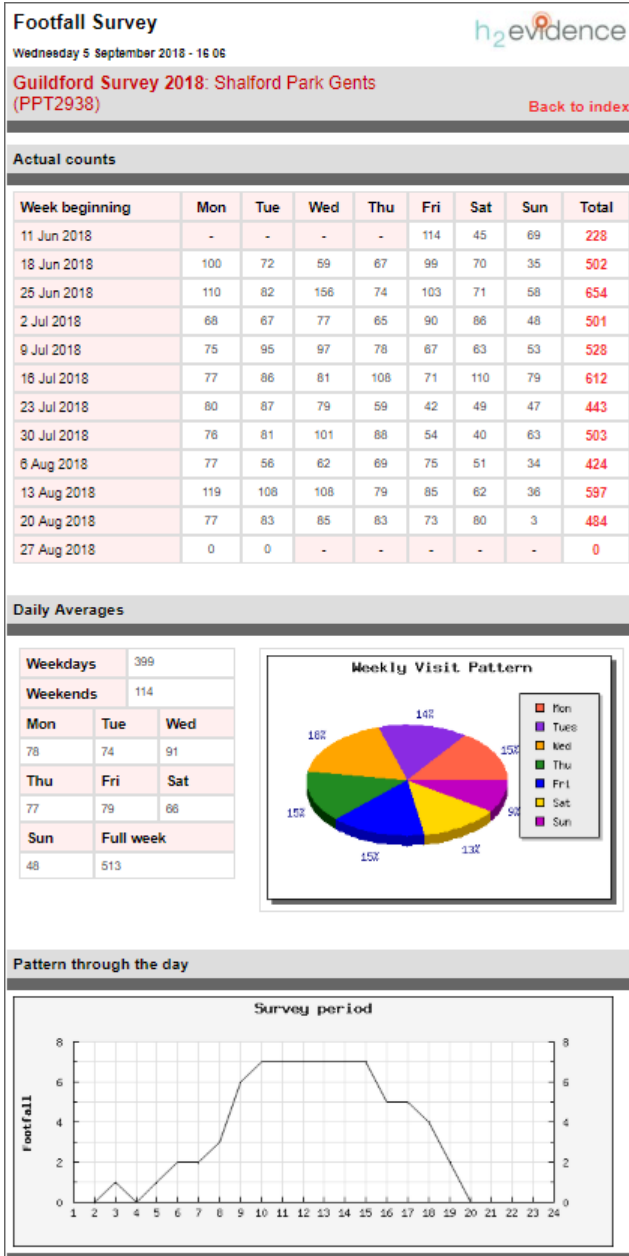 Footfall Survey
h2evidence
Wednesday 5 September 2018 - 16 06
Guildford Survey 2018: Shalford Park Gents
(PPT2938)
Back to index
Actual counts
Week beginning Mon Tue Wed Thu Fri Sat Sun Total
11 Jun 2018 - - - - 114 45 69 228
18 Jun 2018 100 72 59 67 99 70 35 502
25 Jun 2018 110 82 156 74 103 71 58 654
2 Jul 2018 68 67 77 65 90 86 48 501
9 Jul 2018 75 95 97 78 67 63 53 528
16 Jul 2018 77 86 81 108 71 110 79 612
23 Jul 2018 80 87 79 59 42 49 47 443
30 Jul 2018 76 81 101 88 54 40 63 503
6 Aug 2018 77 56 62 69 75 51 34 424
13 Aug 2018 119 108 108 79 85 62 36 597
20 Aug 2018 77 83 85 83 73 80 3 484
27 Aug 2018 0 0 - - - - - 0
Daily Averages
Weekdays 399
Weekends 114
Mon Tue Wed
78 74 91
Thu Fri Sat
77 79 66
Sun Full week
48 513
Weekly Visit Pattern
14%
18%
15%
15%
9%
15%
13%
Mon
Tues
Wed
Thu
Fri
Sat
Sun
Pattern through the day
Survey period
Footfall
8 8
6 6
4 4
2 2
0 0
1 2 3 4 5 6 7 8 9 10 11 12 13 14 15 16 17 18 19 20 21 22 23 24